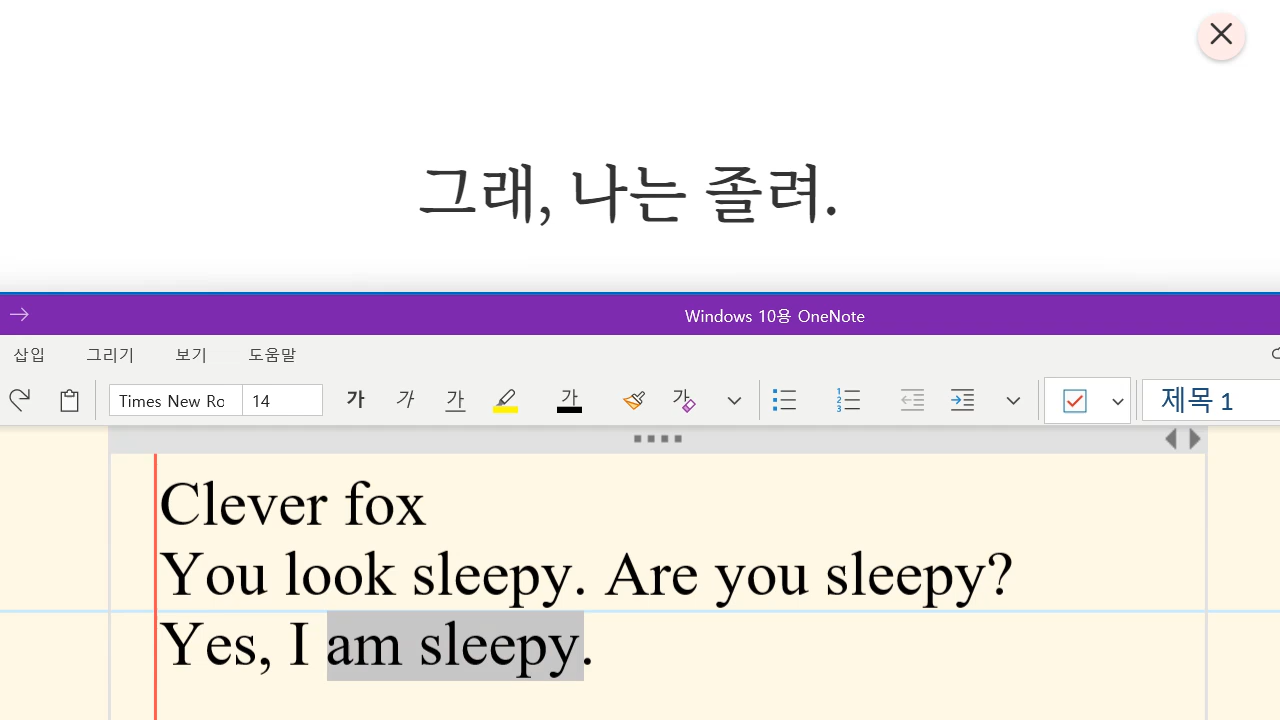 그래, 나는 졸려.
Windows 10용 OneNote
삽입 그리기 보기 도움말
Times New Ro 14 가 가 가 가 가 제목 1
Clever fox
You look sleepy. Are you sleepy?
Yes, I am sleepy.